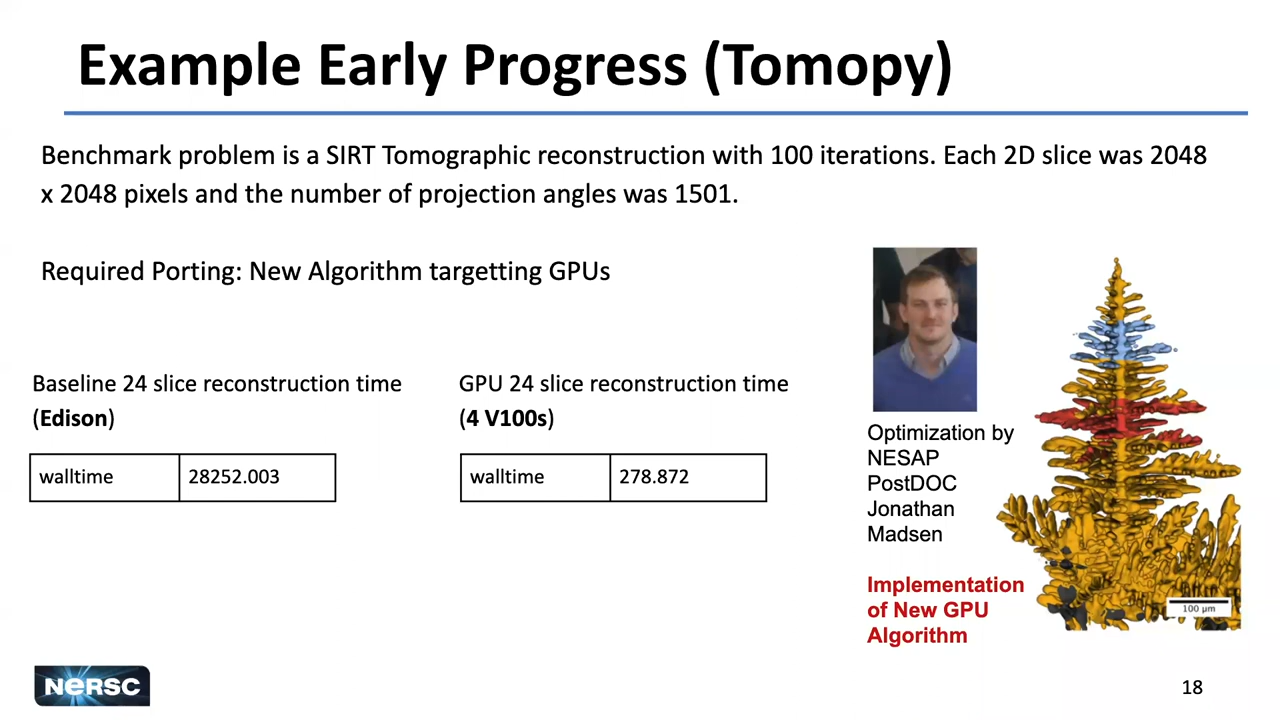 Example Early Progress (Tomopy)
Benchmark problem is a SIRT Tomographic reconstruction with 100 iterations. Each 2D slice was 2048
x 2048 pixels and the number of projection angles was 1501.
Required Porting: New Algorithm targetting GPUs
Baseline 24 slice reconstruction time
(Edison)
walltime 28252.003
GPU 24 slice reconstruction time
(4 V100s)
walltime 278.872
Optimization by
NESAP
PostDOC
Jonathan
Madsen
Implementation
of New GPU
Algorithm
100 µm
NERSC
18